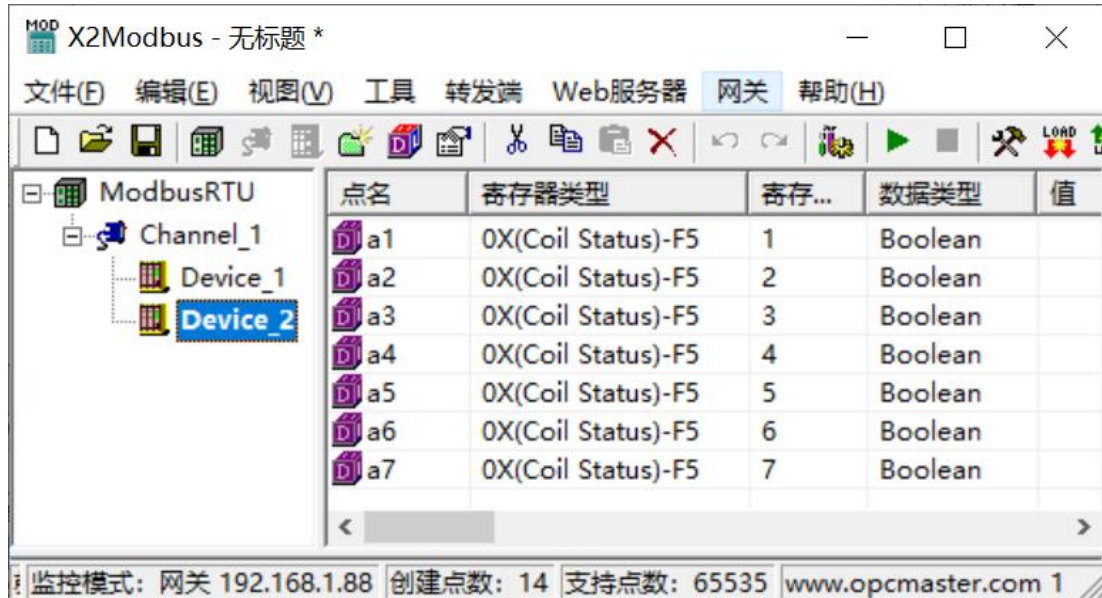 MOD
X2Modbus - 无标题 *
文件(F) 编辑(E) 视图(V) 工具 转发端 Web服务器 网关 帮助(H)
LOAD
ModbusRTU
Channel_1
Device_1
Device_2
点名 寄存器类型 寄存... 数据类型 值
a1 0X(Coil Status)-F5 1 Boolean
a2 0X(Coil Status)-F5 2 Boolean
a3 0X(Coil Status)-F5 3 Boolean
a4 0X(Coil Status)-F5 4 Boolean
a5 0X(Coil Status)-F5 5 Boolean
a6 0X(Coil Status)-F5 6 Boolean
a7 0X(Coil Status)-F5 7 Boolean
监控模式：网关 192.168.1.88 创建点数：14 支持点数：65535 www.opcmaster.com 1